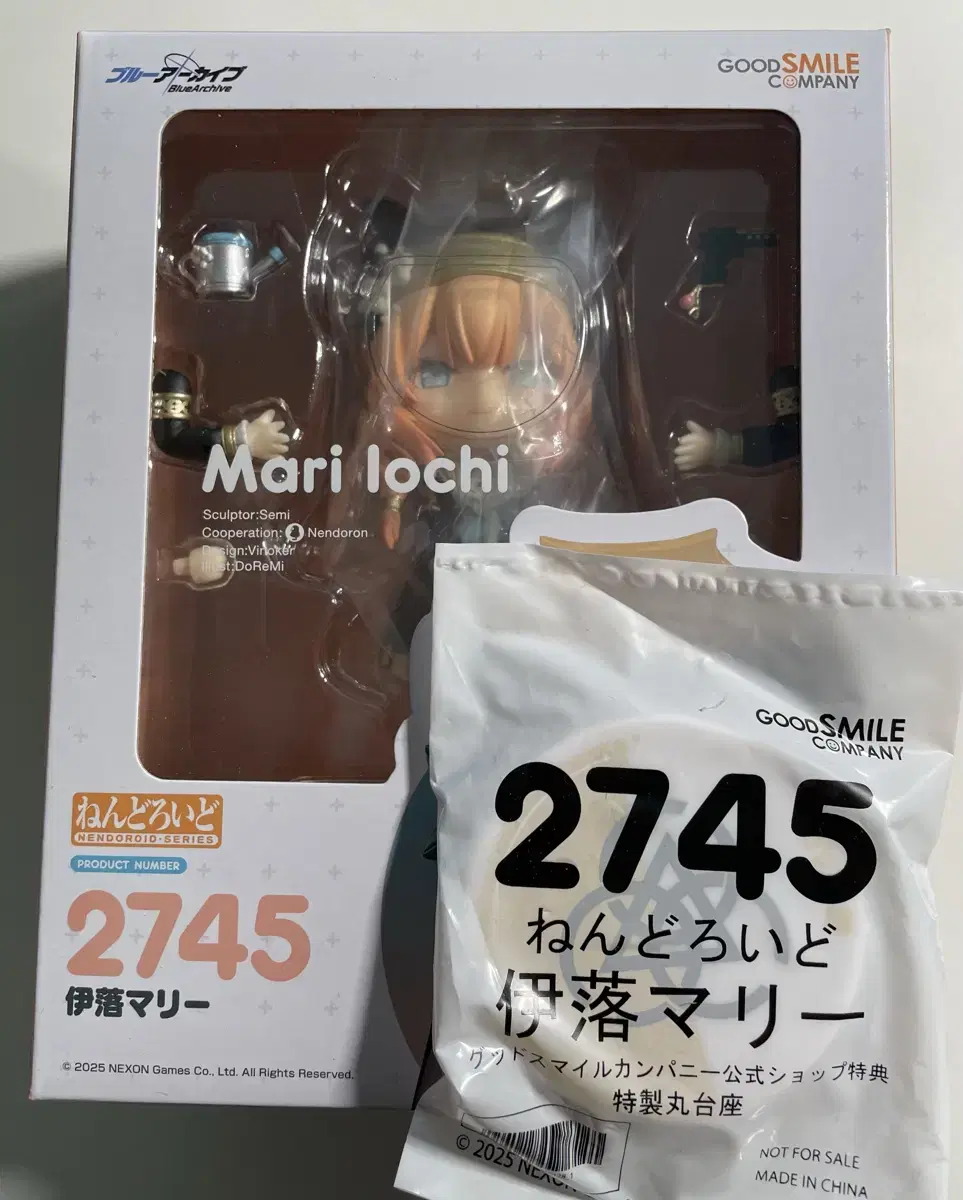 ブルーアーカイブ
BlueArchive
GOOD SMILE
COMPANY
Mari Iochi
Sculptor:Semi
Cooperation: Nendoron
Design:Vinoker
Illust:DoReMi
ねんどろいど
NENDOROID-SERIES
PRODUCT NUMBER
2745
伊落マリー
© 2025 NEXON Games Co., Ltd. All Rights Reserved.
GOOD SMILE
COMPANY
2745
ねんどろいど
伊落マリー
グッドスマイルカンパニー公式ショップ特典
特製丸台座
© 2025 NEXON
NOT FOR SALE
MADE IN CHINA